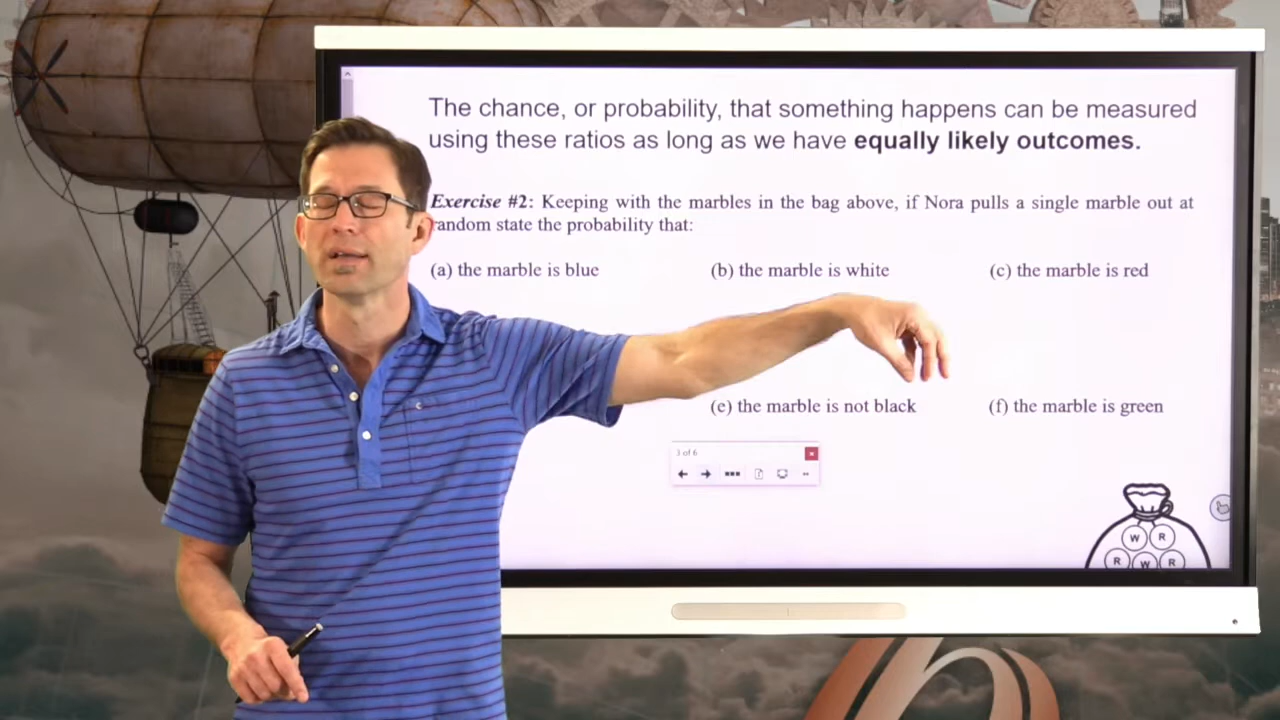 The chance, or probability, that something happens can be measured
using these ratios as long as we have equally likely outcomes.
Exercise #2: Keeping with the marbles in the bag above, if Nora pulls a single marble out at
random state the probability that:
(a) the marble is blue (b) the marble is white (c) the marble is red
(e) the marble is not black (f) the marble is green
3 of 6
W R
R W R